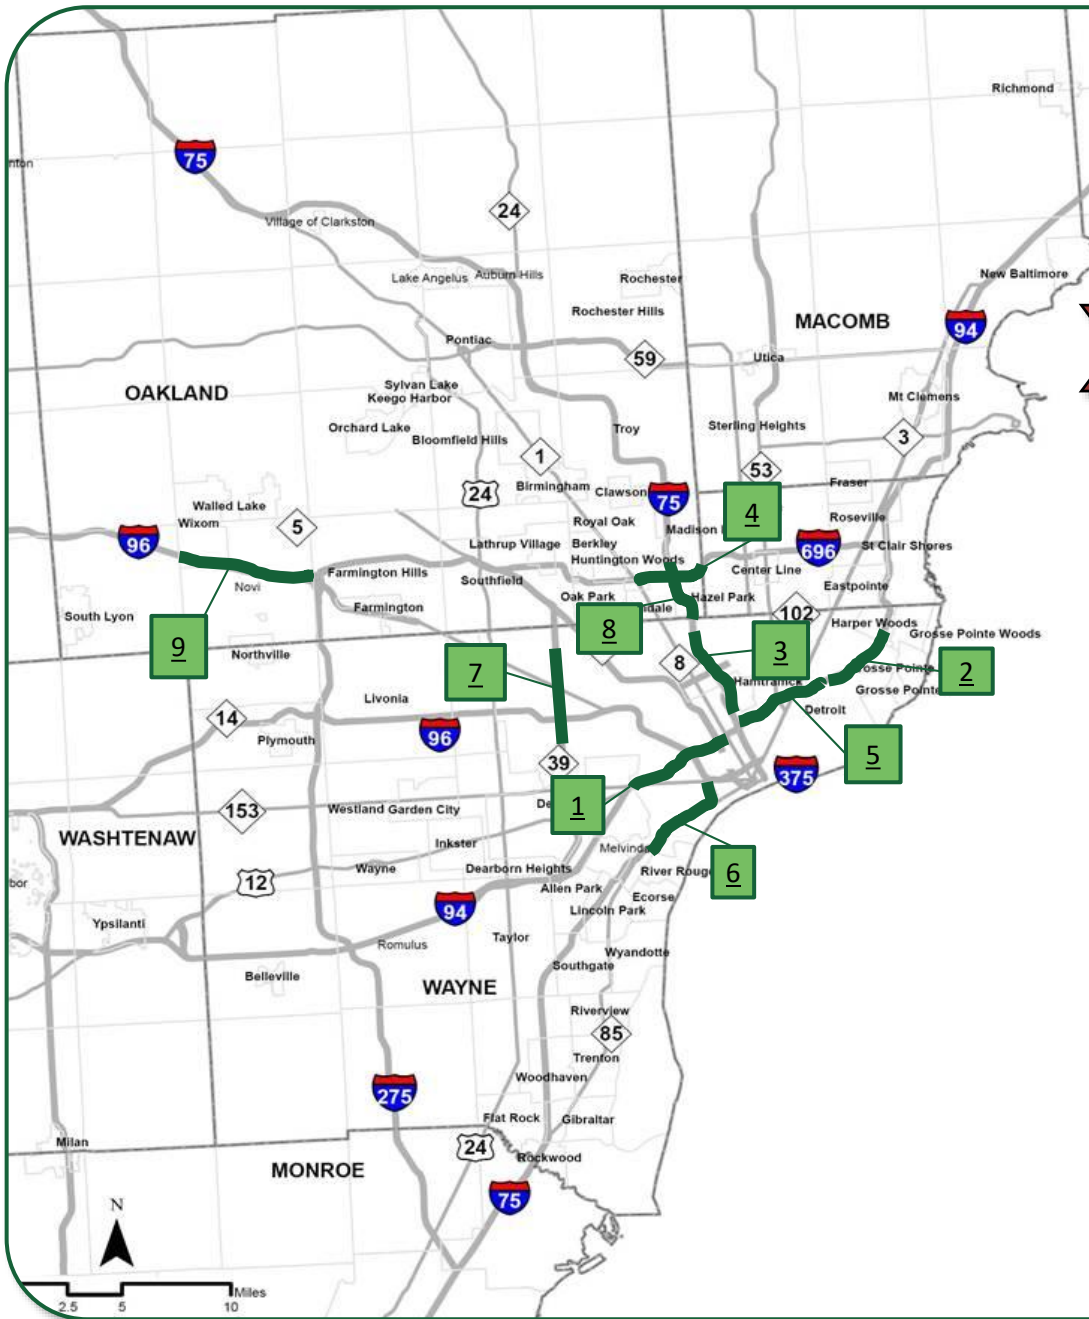 Richmond
75
24
Village of Clarkston
Lake Angelus
Auburn Hills
Rochester
New Baltimore
Rochester Hills
MACOMB
94
Pontiac
59
Utica
OAKLAND
Sylvan Lake
Keego Harbor
Mt Clemens
Orchard Lake
Bloomfield Hills
Troy
Sterling Heights
3
1
53
24
Birmingham
Clawson
75
Fraser
Walled Lake
Wixom
5
Royal Oak
Madison
4
Roseville
96
Lathrup Village
Berkley
696
St Clair Shores
Huntington Woods
Center Line
Novi
Farmington Hills
Southfield
Eastpointe
South Lyon
Farmington
Oak Park
Hazel Park
102
9
8
Harper Woods
Grosse Pointe Woods
Northville
7
8
3
2
Hamtramck
Grosse Pointe
Livonia
Detroit
14
Plymouth
96
39
5
375
1
153
Westland
Garden City
WASHTENAW
Inkster
Melvinda
6
Wayne
Dearborn Heights
River Rouge
12
Allen Park
Ecorse
94
Lincoln Park
Ypsilanti
Romulus
Taylor
Wyandotte
Southgate
Belleville
WAYNE
Riverview
85
Trenton
Woodhaven
275
Flat Rock
Gibraltar
Milan
24
Rockwood
MONROE
75
N
Miles
2.5
5
10